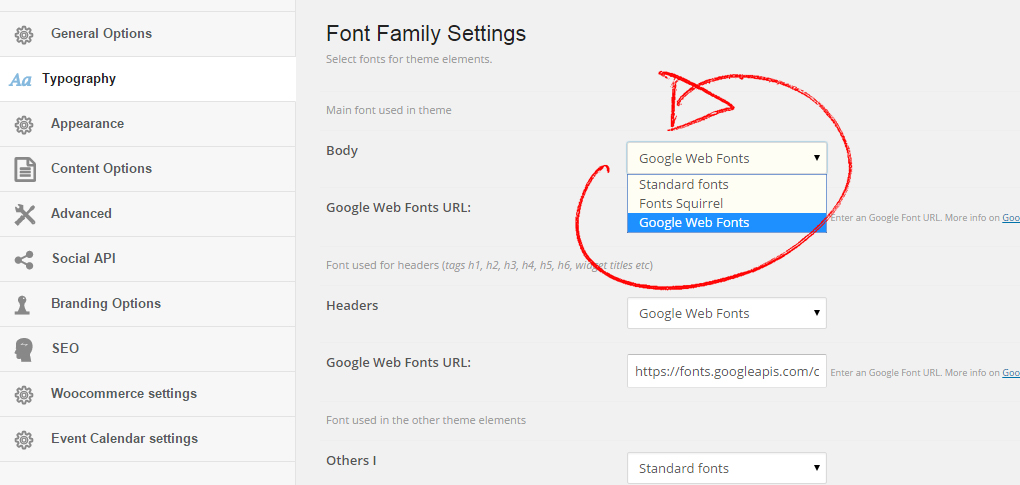 General Options
Aa Typography
Appearance
Content Options
Advanced
Social API
Branding Options
SEO
Woocommerce settings
Event Calendar settings
Font Family Settings
Select fonts for theme elements.
Main font used in theme
Body
Google Web Fonts
Standard fonts
Fonts Squirrel
Google Web Fonts
Google Web Fonts URL:
Enter an Google Font URL. More info on Goo
Font used for headers (tags h1, h2, h3, h4, h5, h6, widget titles etc)
Headers
Google Web Fonts
Google Web Fonts URL:
https://fonts.googleapis.com/c
Enter an Google Font URL. More info on Goo
Font used in the other theme elements
Others I
Standard fonts